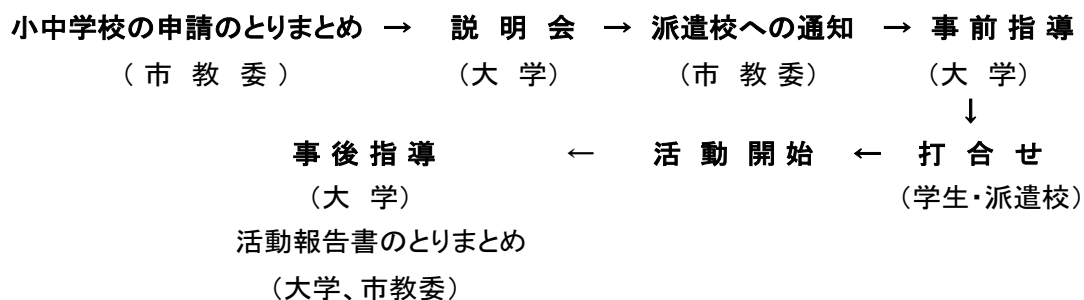 小中学校の申請のとりまとめ → 説 明 会 → 派遣校への通知 → 事 前 指 導
（ 市 教 委 ） （大 学） （市 教 委） （大 学）
↓
事 後 指 導 ← 活 動 開 始 ← 打 合 せ
（大 学） （学生・派遣校）
活動報告書のとりまとめ
（大学、市教委）